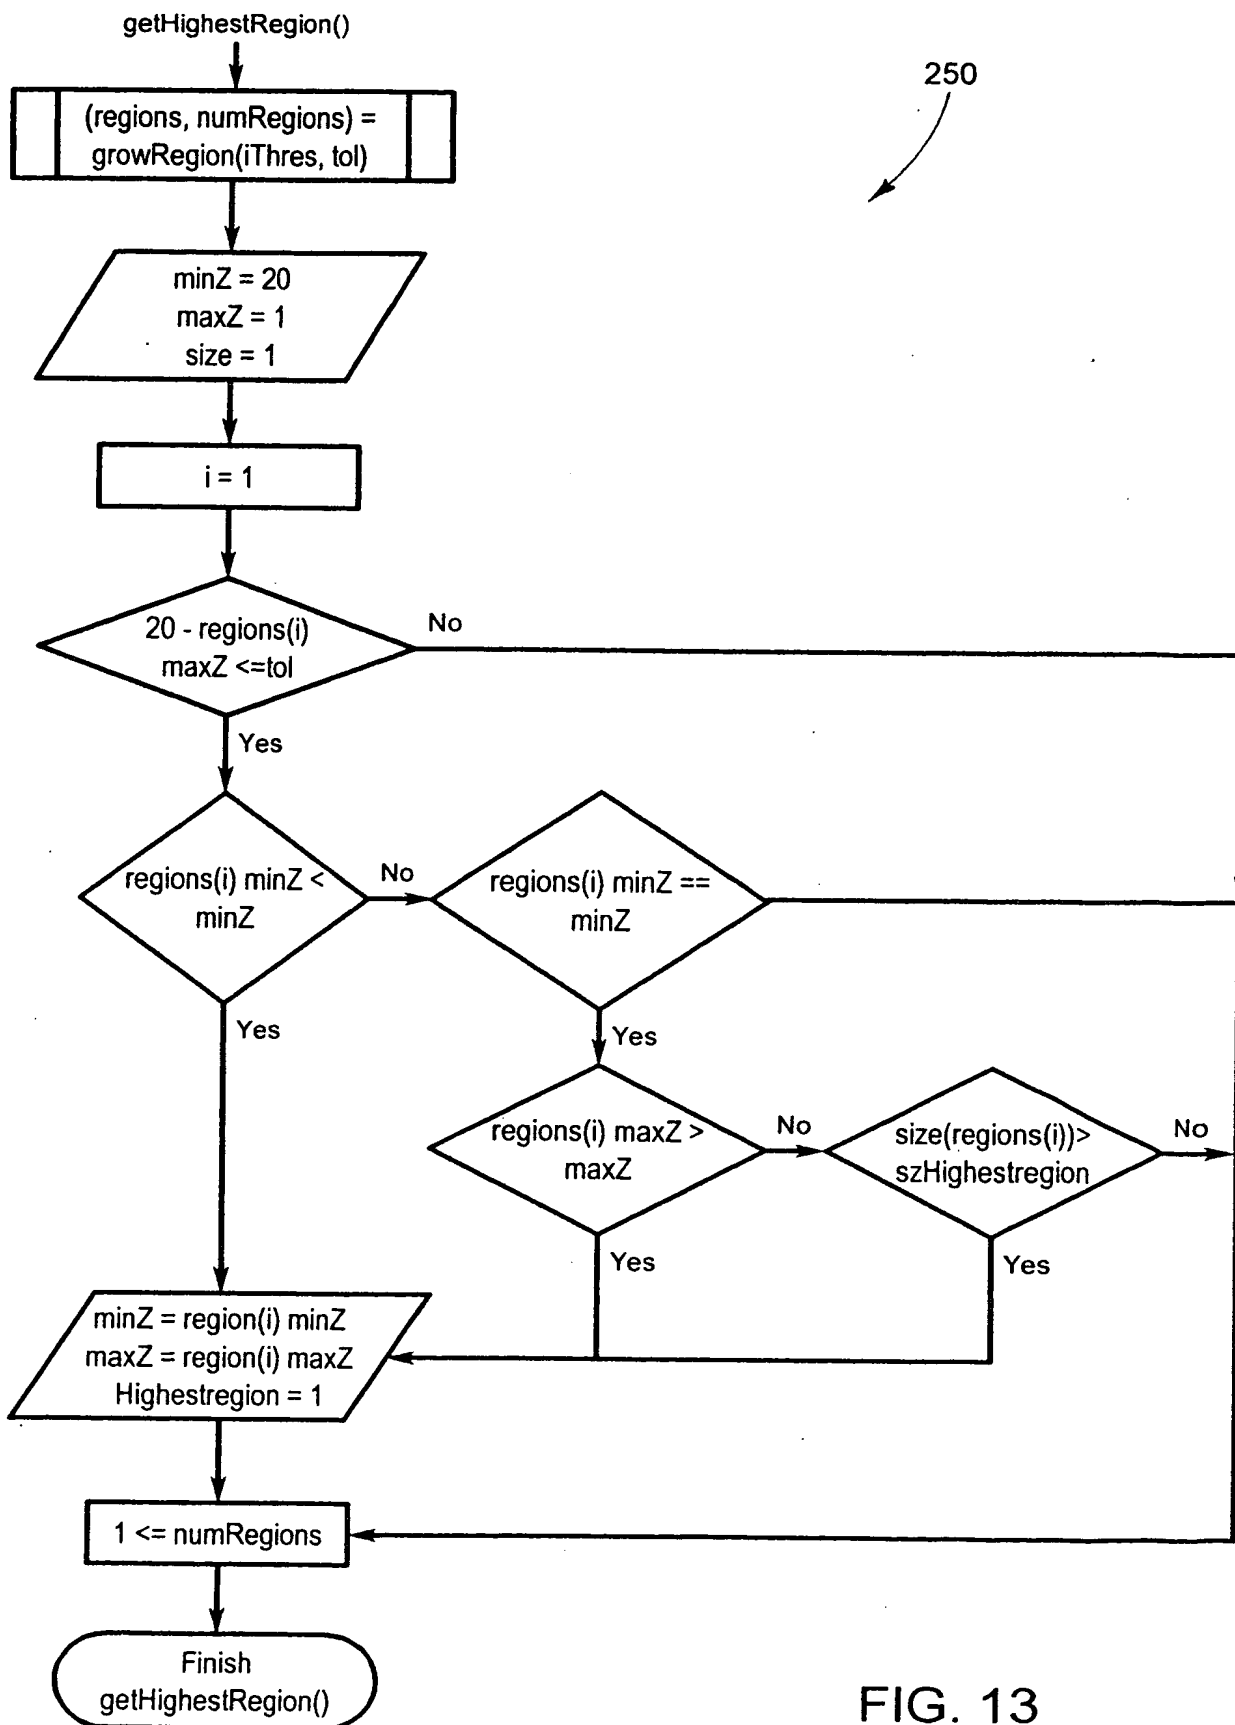 getHighestRegion()
250
(regions, numRegions) =
growRegion(iThres, tol)
minZ = 20
maxZ = 1
size = 1
i = 1
20 - regions(i)
maxZ <=tol
No
Yes
regions(i) minZ <
minZ
No
regions(i) minZ ==
minZ
Yes
Yes
regions(i) maxZ >
maxZ
No
size(regions(i))>
szHighestregion
No
Yes
Yes
minZ = region(i) minZ
maxZ = region(i) maxZ
Highestregion = 1
1 <= numRegions
Finish
getHighestRegion()
FIG. 13